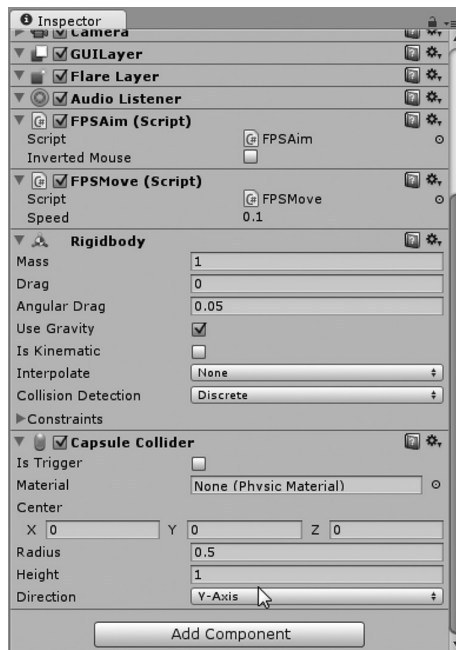 Inspector
Camera
GUILayer
Flare Layer
Audio Listener
FPSAim (Script)
Script FPSAim
Inverted Mouse
FPSMove (Script)
Script FPSMove
Speed 0.1
Rigidbody
Mass 1
Drag 0
Angular Drag 0.05
Use Gravity
Is Kinematic
Interpolate None
Collision Detection Discrete
Constraints
Capsule Collider
Is Trigger
Material None (Physic Material)
Center
X 0 Y 0 Z 0
Radius 0.5
Height 1
Direction Y-Axis
Add Component